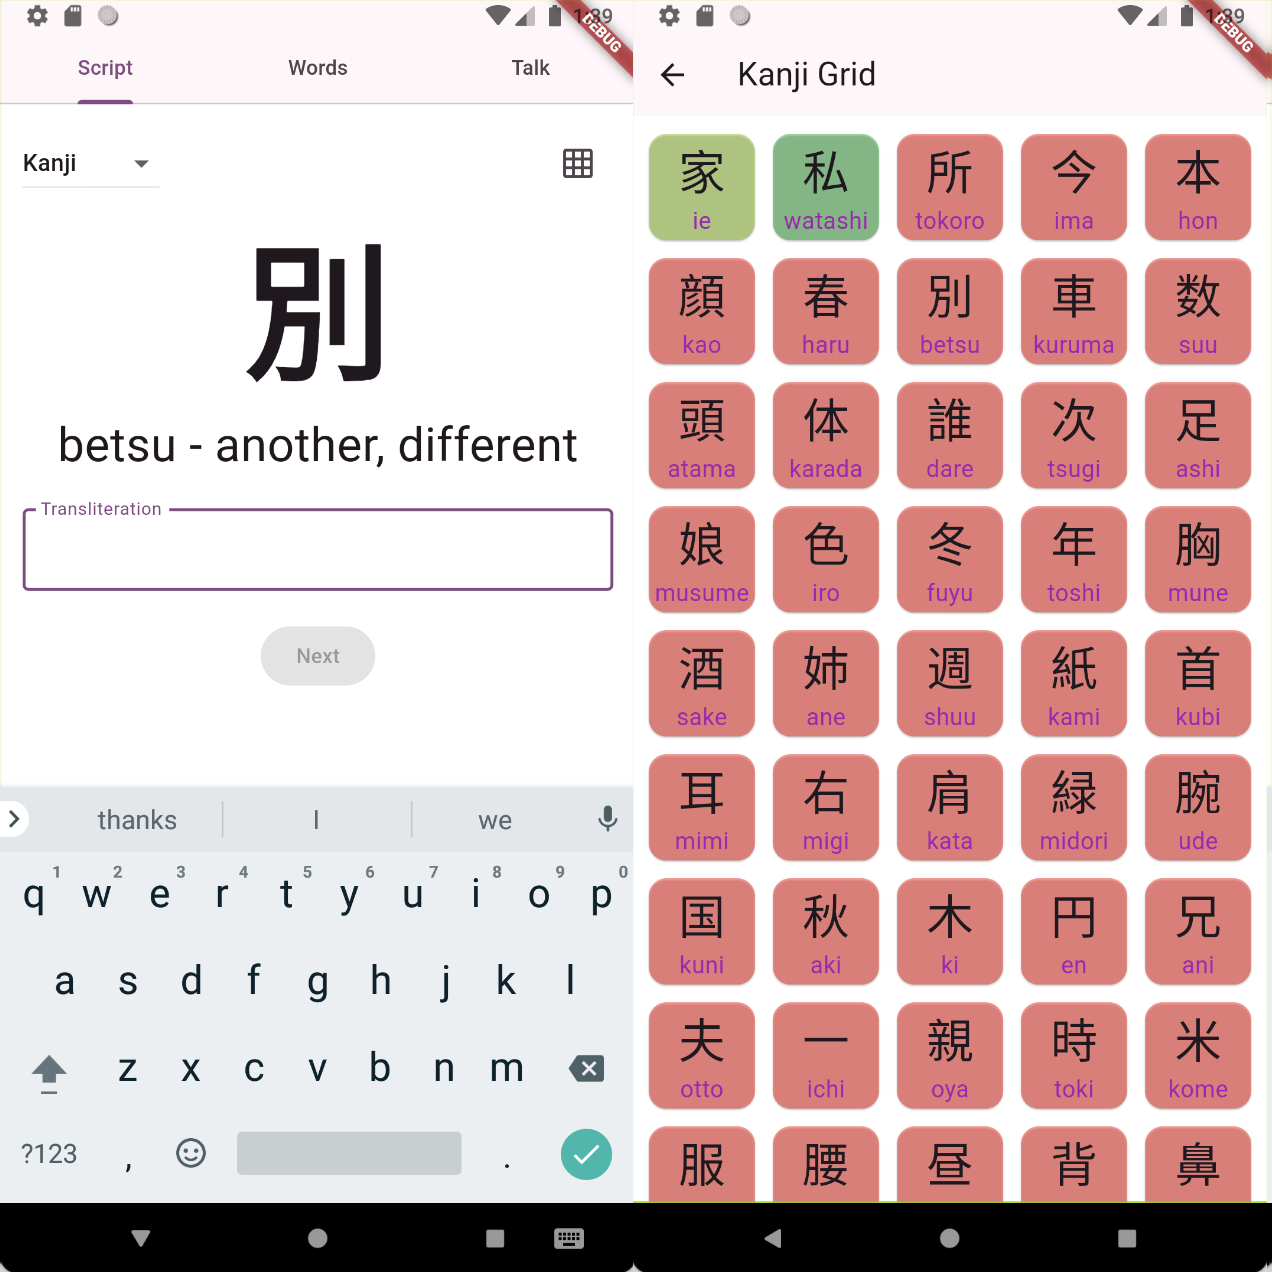 1:39
DEBUG
Script Words Talk
Kanji
別
betsu - another, different
Transliteration
Next
thanks I we
1 2 3 4 5 6 7 8 9 0
q w e r t y u i o p
a s d f g h j k l
z x c v b n m
?123 , .
1:39
DEBUG
Kanji Grid
家 私 所 今 本
ie watashi tokoro ima hon
顔 春 別 車 数
kao haru betsu kuruma suu
頭 体 誰 次 足
atama karada dare tsugi ashi
娘 色 冬 年 胸
musume iro fuyu toshi mune
酒 姉 週 紙 首
sake ane shuu kami kubi
耳 右 肩 緑 腕
mimi migi kata midori ude
国 秋 木 円 兄
kuni aki ki en ani
夫 一 親 時 米
otto ichi oya toki kome
服 腰 昼 背 鼻